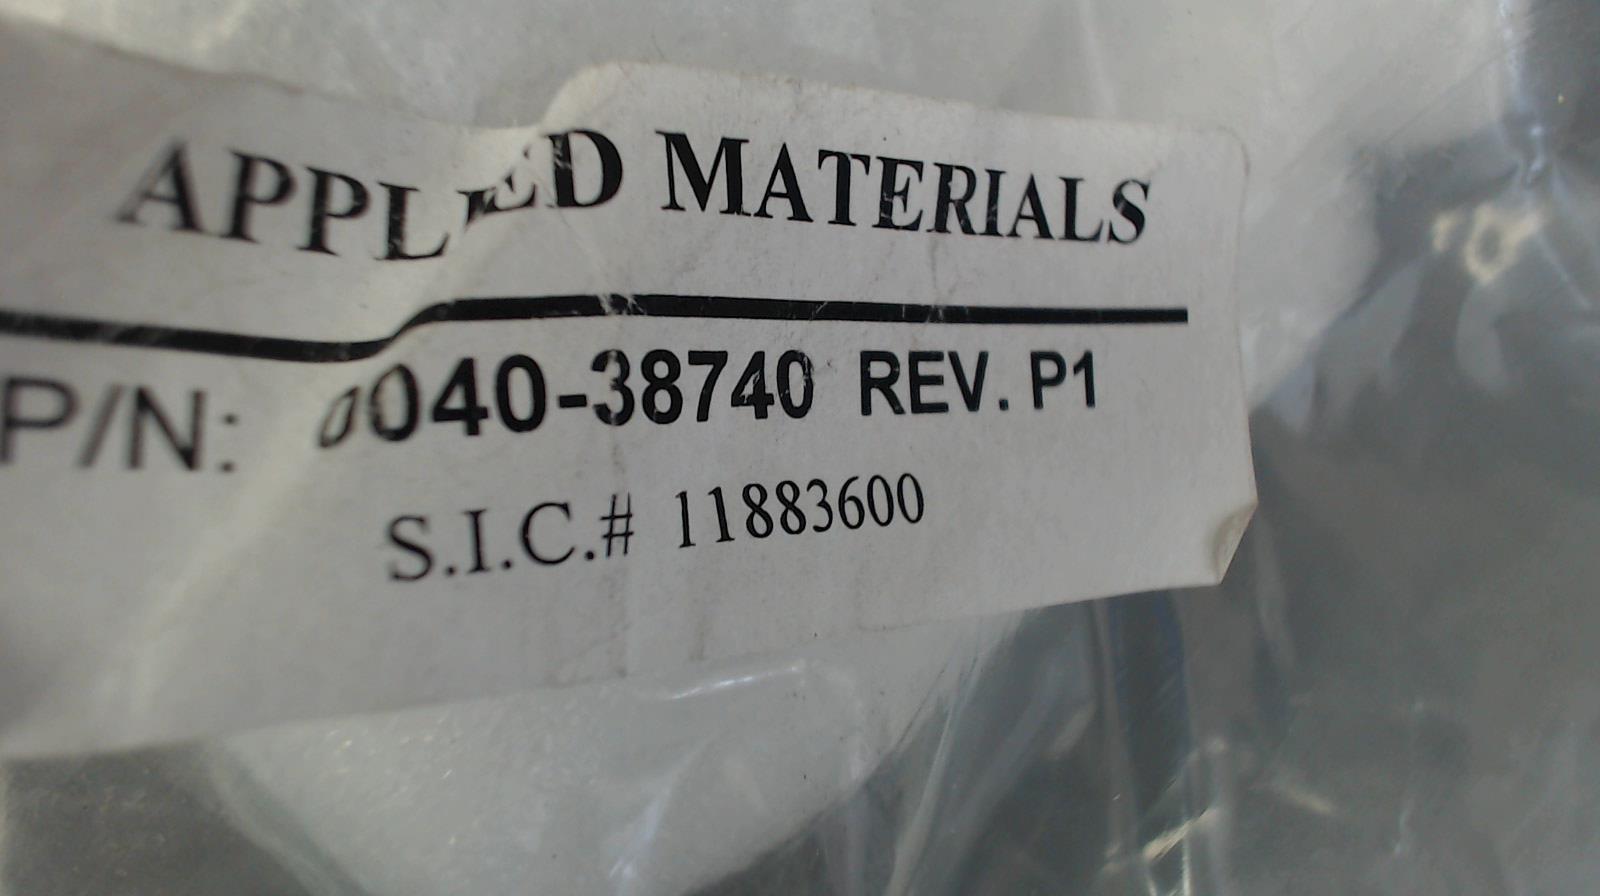 APPLIED MATERIALS
P/N: 0040-38740 REV. P1
S.I.C.# 11883600